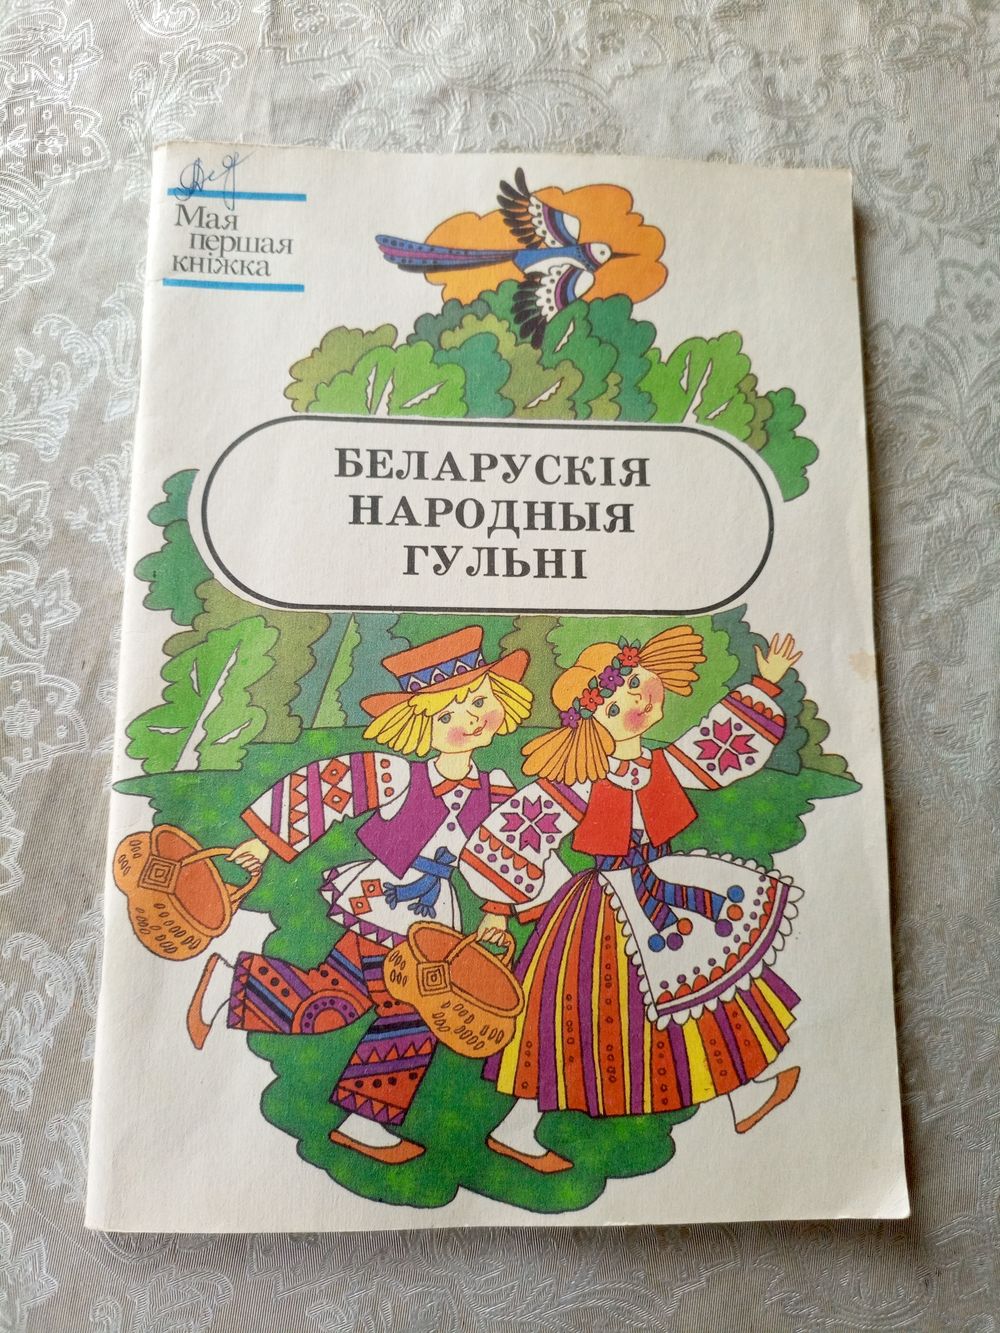 Мая
першая
кніжка
БЕЛАРУСКІЯ
НАРОДНЫЯ
ГУЛЬНІ